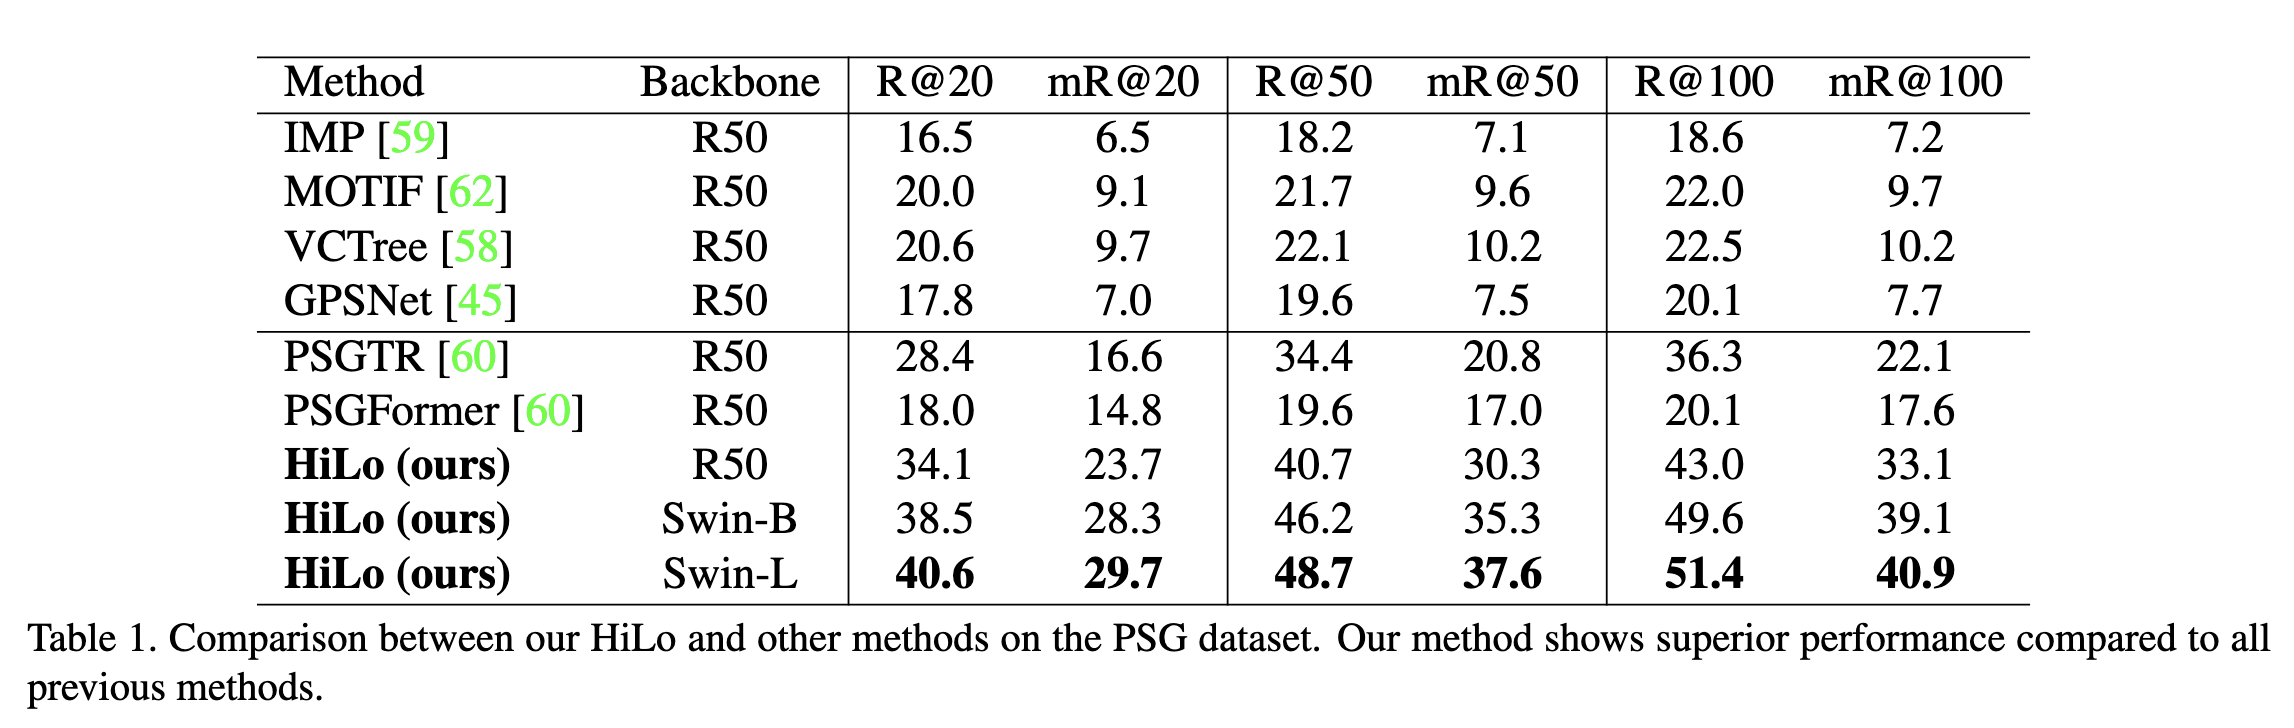 Method Backbone R@20 mR@20 R@50 mR@50 R@100 mR@100
IMP [59] R50 16.5 6.5 18.2 7.1 18.6 7.2
MOTIF [62] R50 20.0 9.1 21.7 9.6 22.0 9.7
VCTree [58] R50 20.6 9.7 22.1 10.2 22.5 10.2
GPSNet [45] R50 17.8 7.0 19.6 7.5 20.1 7.7
PSGTR [60] R50 28.4 16.6 34.4 20.8 36.3 22.1
PSGFormer [60] R50 18.0 14.8 19.6 17.0 20.1 17.6
HiLo (ours) R50 34.1 23.7 40.7 30.3 43.0 33.1
HiLo (ours) Swin-B 38.5 28.3 46.2 35.3 49.6 39.1
HiLo (ours) Swin-L 40.6 29.7 48.7 37.6 51.4 40.9
Table 1. Comparison between our HiLo and other methods on the PSG dataset. Our method shows superior performance compared to all
previous methods.